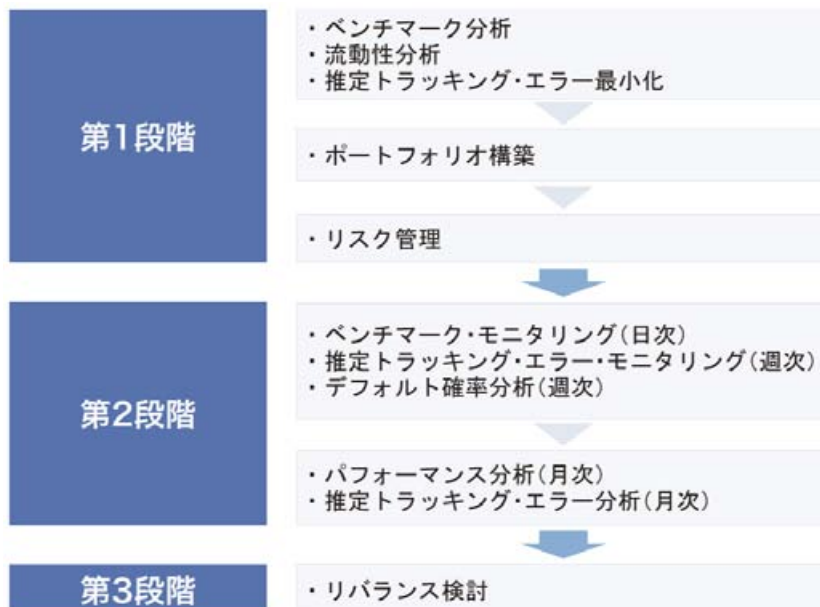 第1段階
・ベンチマーク分析
・流動性分析
・推定トラッキング・エラー最小化
・ポートフォリオ構築
・リスク管理
第2段階
・ベンチマーク・モニタリング(日次)
・推定トラッキング・エラー・モニタリング(週次)
・デフォルト確率分析(週次)
・パフォーマンス分析(月次)
・推定トラッキング・エラー分析(月次)
第3段階
・リバランス検討